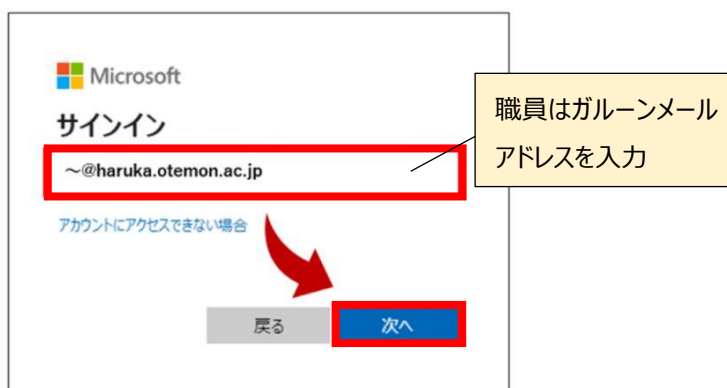 Microsoft
サインイン
～@haruka.otemon.ac.jp
職員はガルーンメール
アドレスを入力
アカウントにアクセスできない場合
戻る
次へ